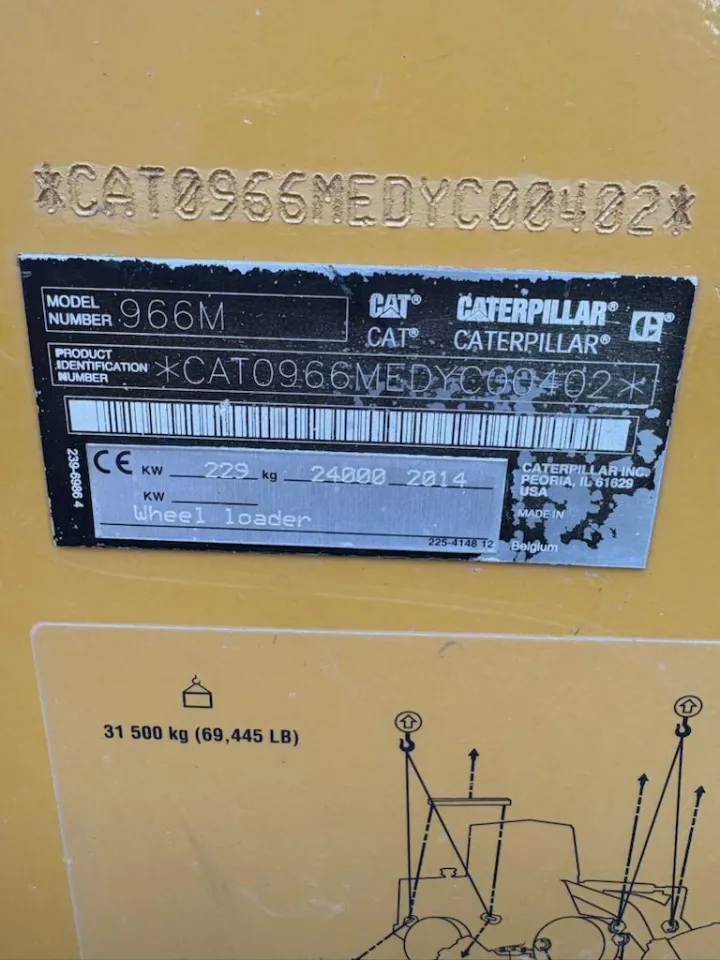 *CAT0966MEDYC00402*
MODEL NUMBER 966M
CAT® CATERPILLAR®
CAT® CATERPILLAR®
PRODUCT IDENTIFICATION NUMBER *CAT0966MEDYC00402*
239-6986 4
CE KW 229 kg 24000 2014
KW
Wheel loader
225-4148 12
CATERPILLAR INC.
PEORIA, IL 61629
USA
MADE IN
Belgium
31 500 kg (69,445 LB)